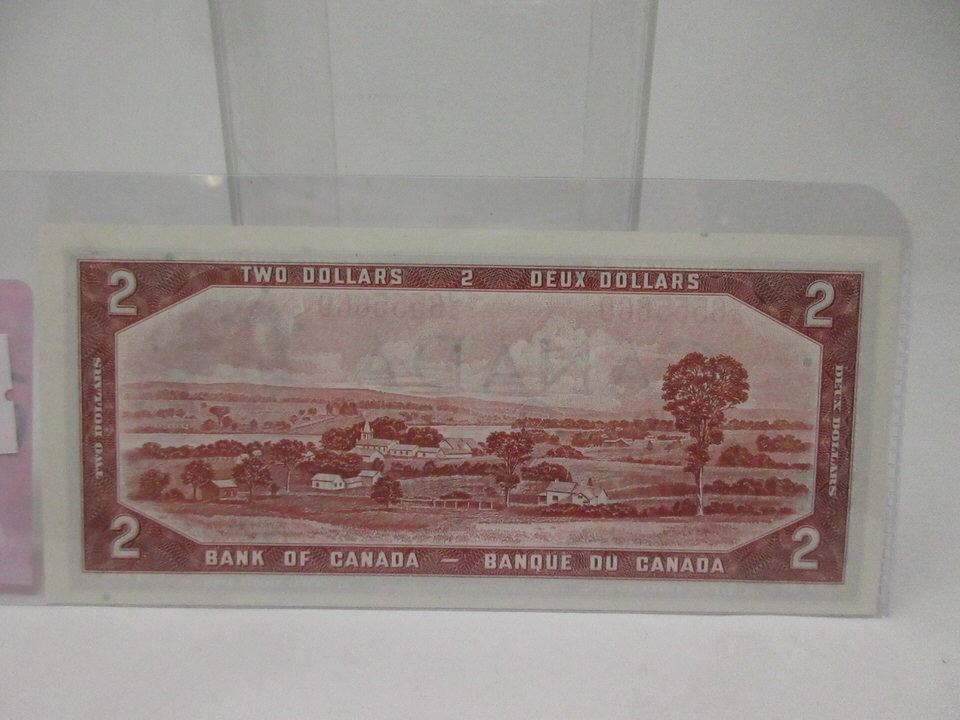 TWO DOLLARS 2 DEUX DOLLARS
2 2
TWO DOLLARS
DEUX DOLLARS
2 2
BANK OF CANADA — BANQUE DU CANADA